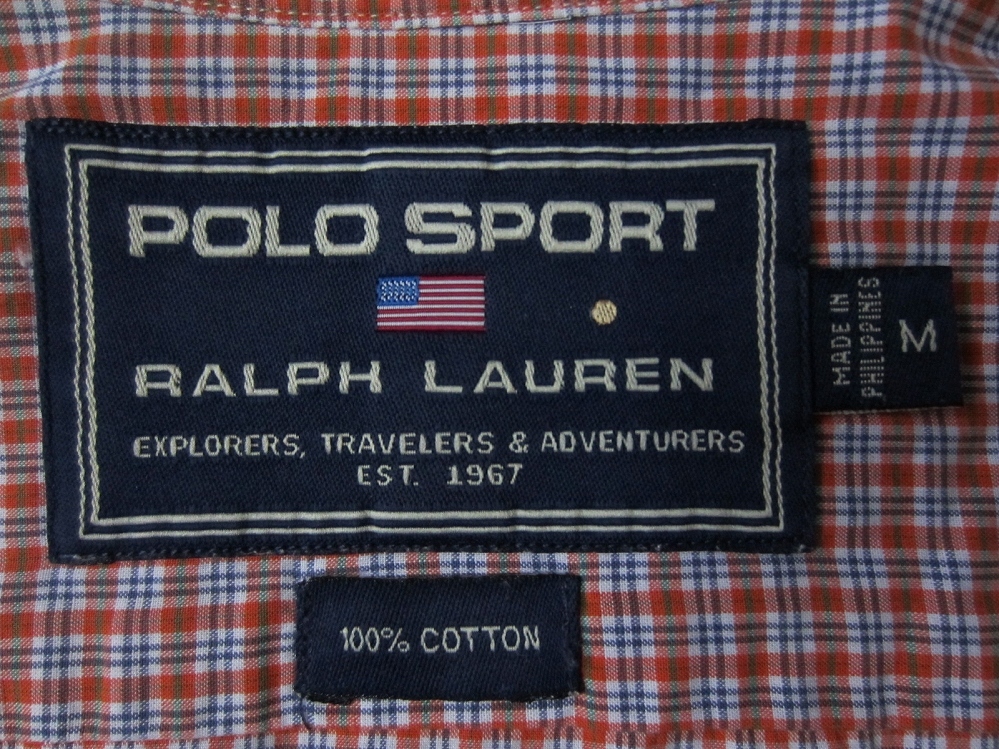 POLO SPORT
RALPH LAUREN
EXPLORERS, TRAVELERS & ADVENTURERS
EST. 1967
MADE IN
PHILIPPINES
M
100% COTTON